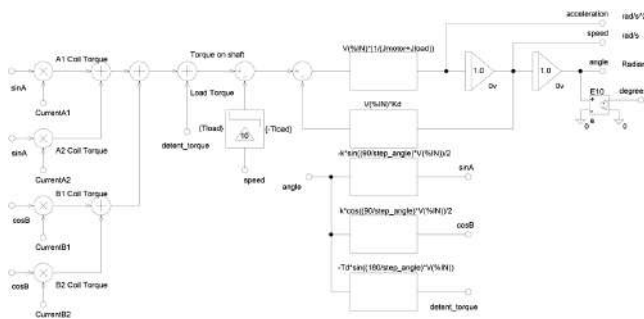 acceleration rad/s^2
speed rad/s
angle Radian
E10 degree
0 0
A1 Coil Torque
sinA
CurrentA1
A2 Coil Torque
sinA
CurrentA2
B1 Coil Torque
cosB
CurrentB1
B2 Coil Torque
cosB
CurrentB2
Torque on shaft
Load Torque
detent_torque
{Tload} {-Tload}
10
speed
V(%IN)*(1/(Jmotor+Jload))
1.0 1.0
0v 0v
V(%IN)*Kd
angle
-k*sin((90/step_angle)*V(%IN))/2
sinA
k*cos((90/step_angle)*V(%IN))/2
cosB
-Td*sin((180/step_angle)*V(%IN))
detent_torque